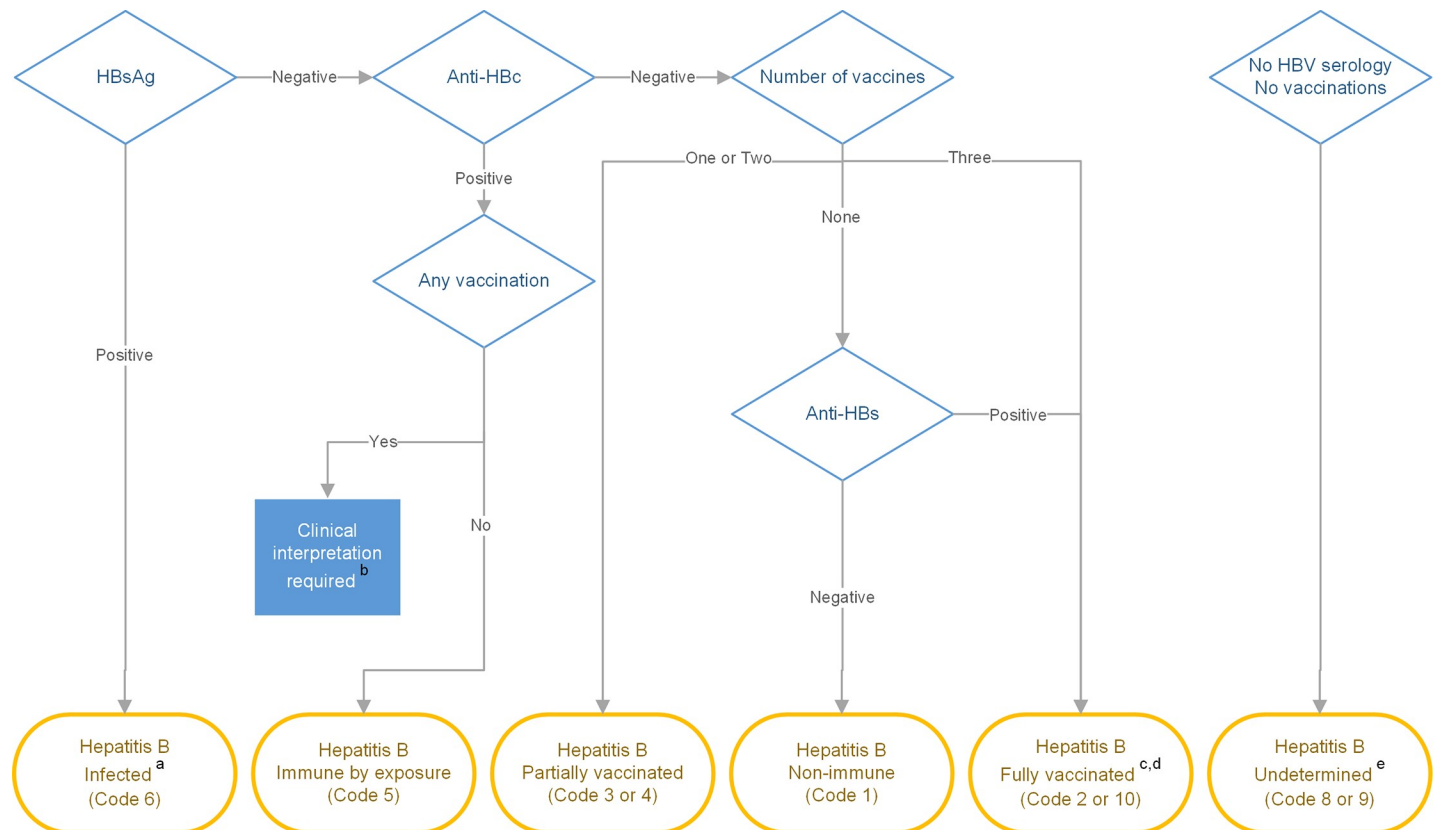 HBsAg
Negative
Anti-HBc
Negative
Number of vaccines
No HBV serology
No vaccinations
One or Two
Three
Positive
None
Any vaccination
Positive
Anti-HBs
Positive
Yes
No
Clinical
interpretation
required b
Negative
Hepatitis B
Infected a
(Code 6)
Hepatitis B
Immune by exposure
(Code 5)
Hepatitis B
Partially vaccinated
(Code 3 or 4)
Hepatitis B
Non-immune
(Code 1)
Hepatitis B
Fully vaccinated c,d
(Code 2 or 10)
Hepatitis B
Undetermined e
(Code 8 or 9)